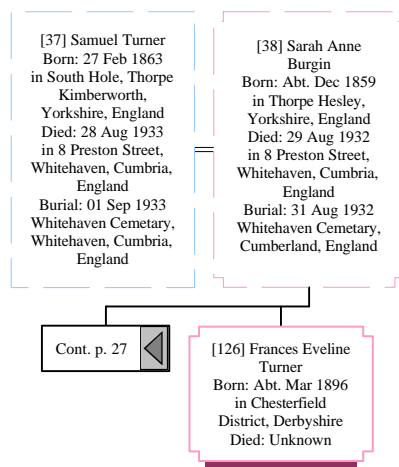 [37] Samuel Turner
Born: 27 Feb 1863
in South Hole, Thorpe
Kimberworth,
Yorkshire, England
Died: 28 Aug 1933
in 8 Preston Street,
Whitehaven, Cumbria,
England
Burial: 01 Sep 1933
Whitehaven Cemetary,
Whitehaven, Cumbria,
England
[38] Sarah Anne
Burgin
Born: Abt. Dec 1859
in Thorpe Hesley,
Yorkshire, England
Died: 29 Aug 1932
in 8 Preston Street,
Whitehaven, Cumbria,
England
Burial: 31 Aug 1932
Whitehaven Cemetary,
Cumberland, England
Cont. p. 27
[126] Frances Eveline
Turner
Born: Abt. Mar 1896
in Chesterfield
District, Derbyshire
Died: Unknown